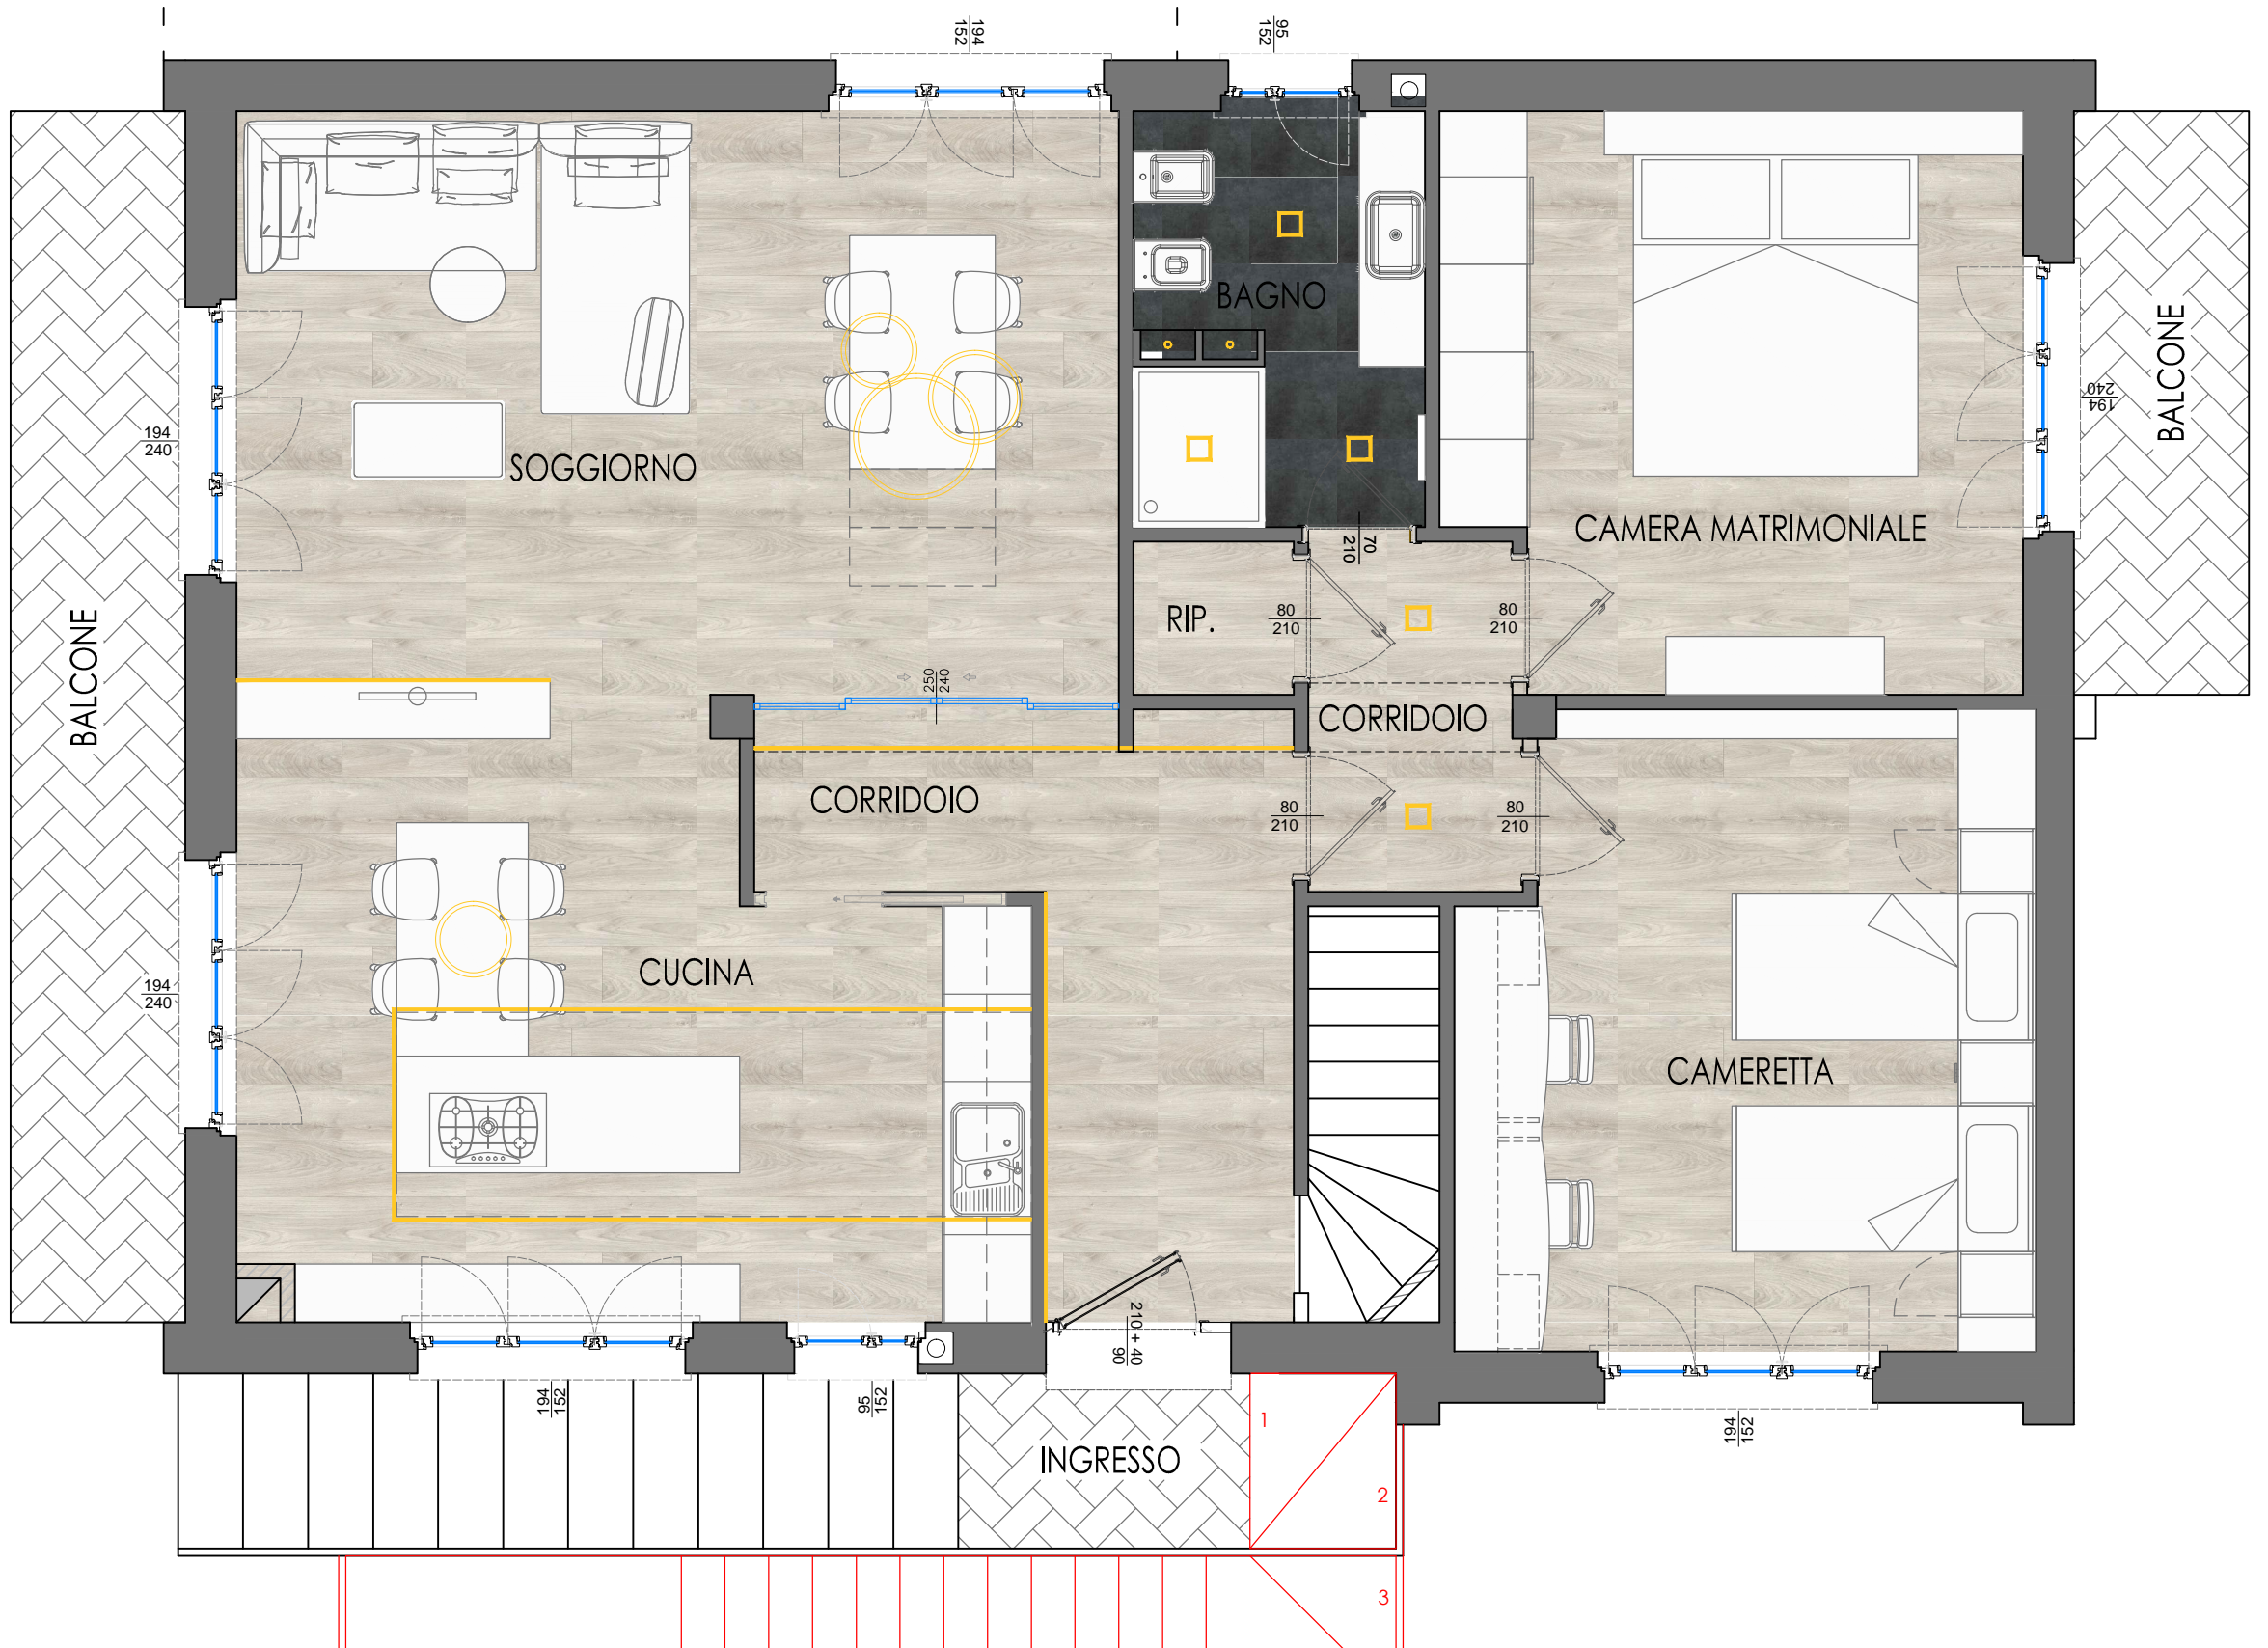 194
152
95
152
BAGNO
BALCONE
194
240
194
240
SOGGIORNO
CAMERA MATRIMONIALE
70
210
RIP.
80
210
80
210
BALCONE
250
240
CORRIDOIO
CORRIDOIO
80
210
80
210
CUCINA
194
240
CAMERETTA
210 + 40
90
194
152
95
152
1
INGRESSO
2
194
152
3